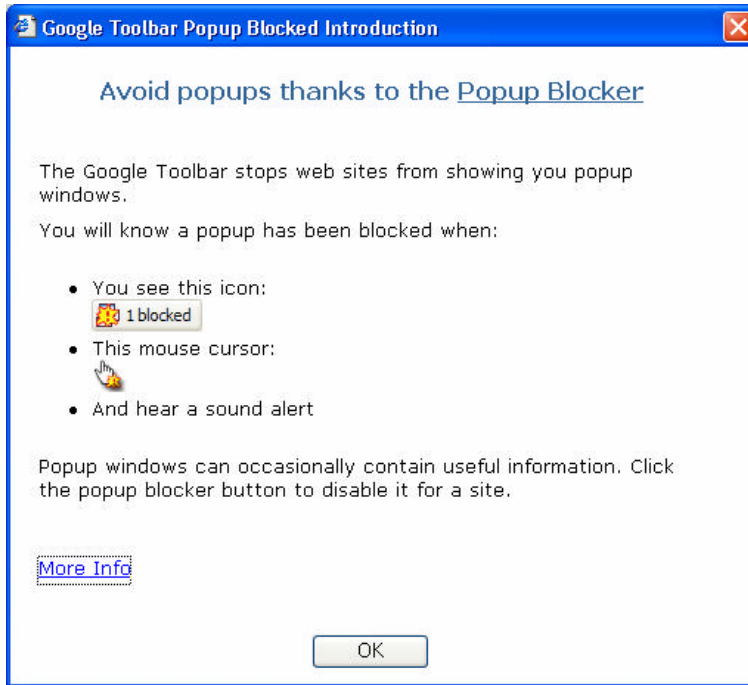 Google Toolbar Popup Blocked Introduction
Avoid popups thanks to the Popup Blocker
The Google Toolbar stops web sites from showing you popup
windows.
You will know a popup has been blocked when:
You see this icon:
1 blocked
This mouse cursor:
And hear a sound alert
Popup windows can occasionally contain useful information. Click
the popup blocker button to disable it for a site.
More Info
OK